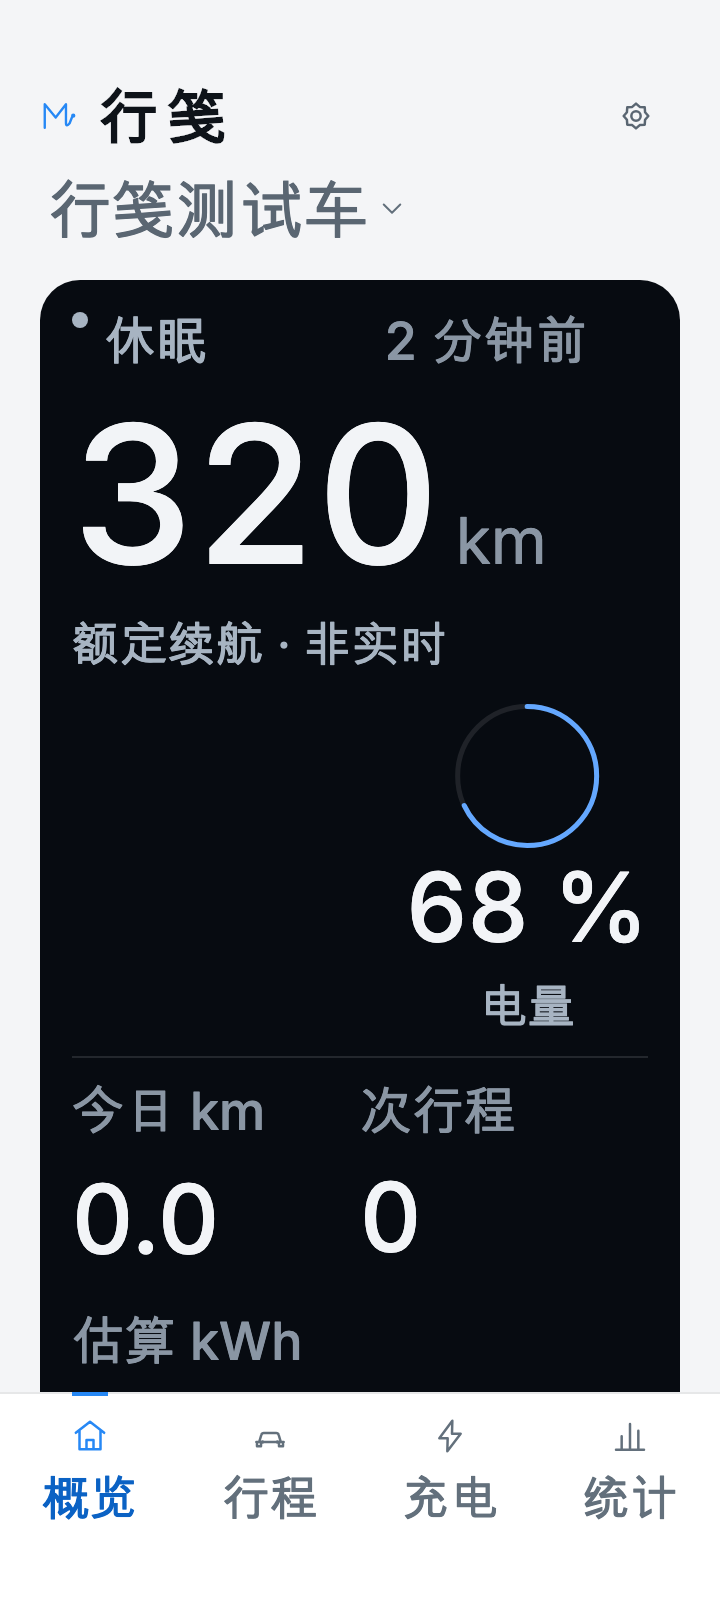 行笺
行笺测试车
休眠 2 分钟前
320 km
额定续航 · 非实时
68 %
电量
今日 km 次行程
0.0 0
估算 kWh
概览 行程 充电 统计